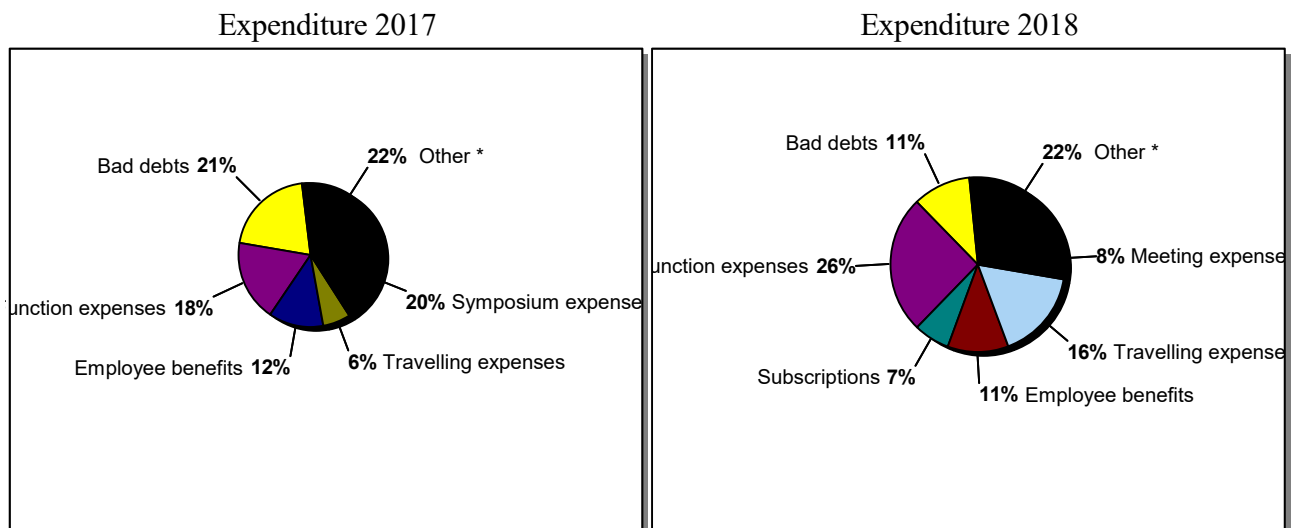 Expenditure 2017
Bad debts 21%
22% Other *
unction expenses 18%
20% Symposium expense
Employee benefits 12%
6% Travelling expenses
Expenditure 2018
Bad debts 11%
22% Other *
unction expenses 26%
8% Meeting expense
16% Travelling expense
Subscriptions 7%
11% Employee benefits